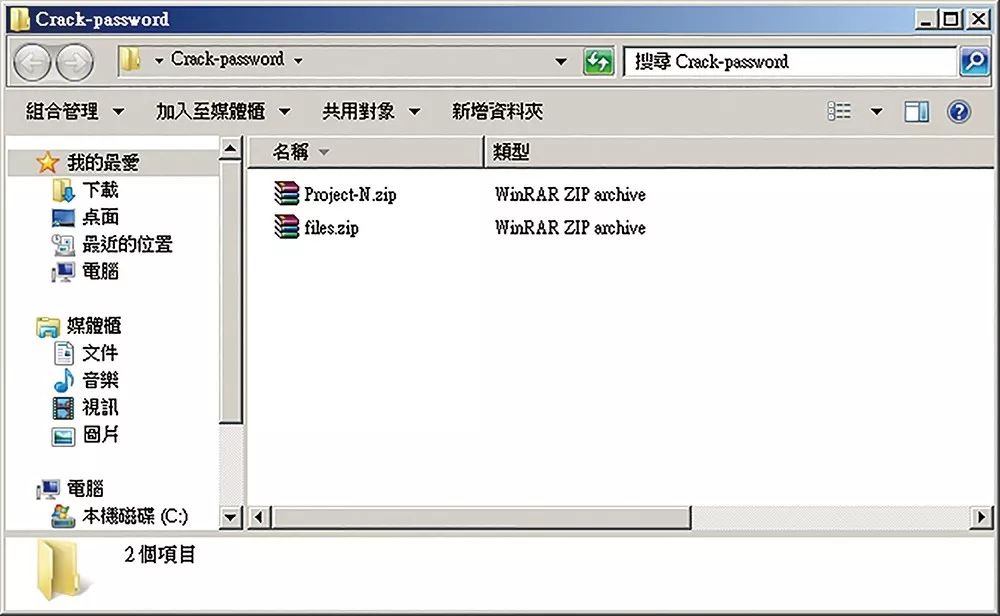 Crack-password
Crack-password
搜尋 Crack-password
組合管理 加入至媒體櫃 共用對象 新增資料夾
我的最愛
下載
桌面
最近的位置
電腦
媒體櫃
文件
音樂
視訊
圖片
電腦
本機磁碟 (C:)
名稱 類型
Project-N.zip WinRAR ZIP archive
files.zip WinRAR ZIP archive
2 個項目